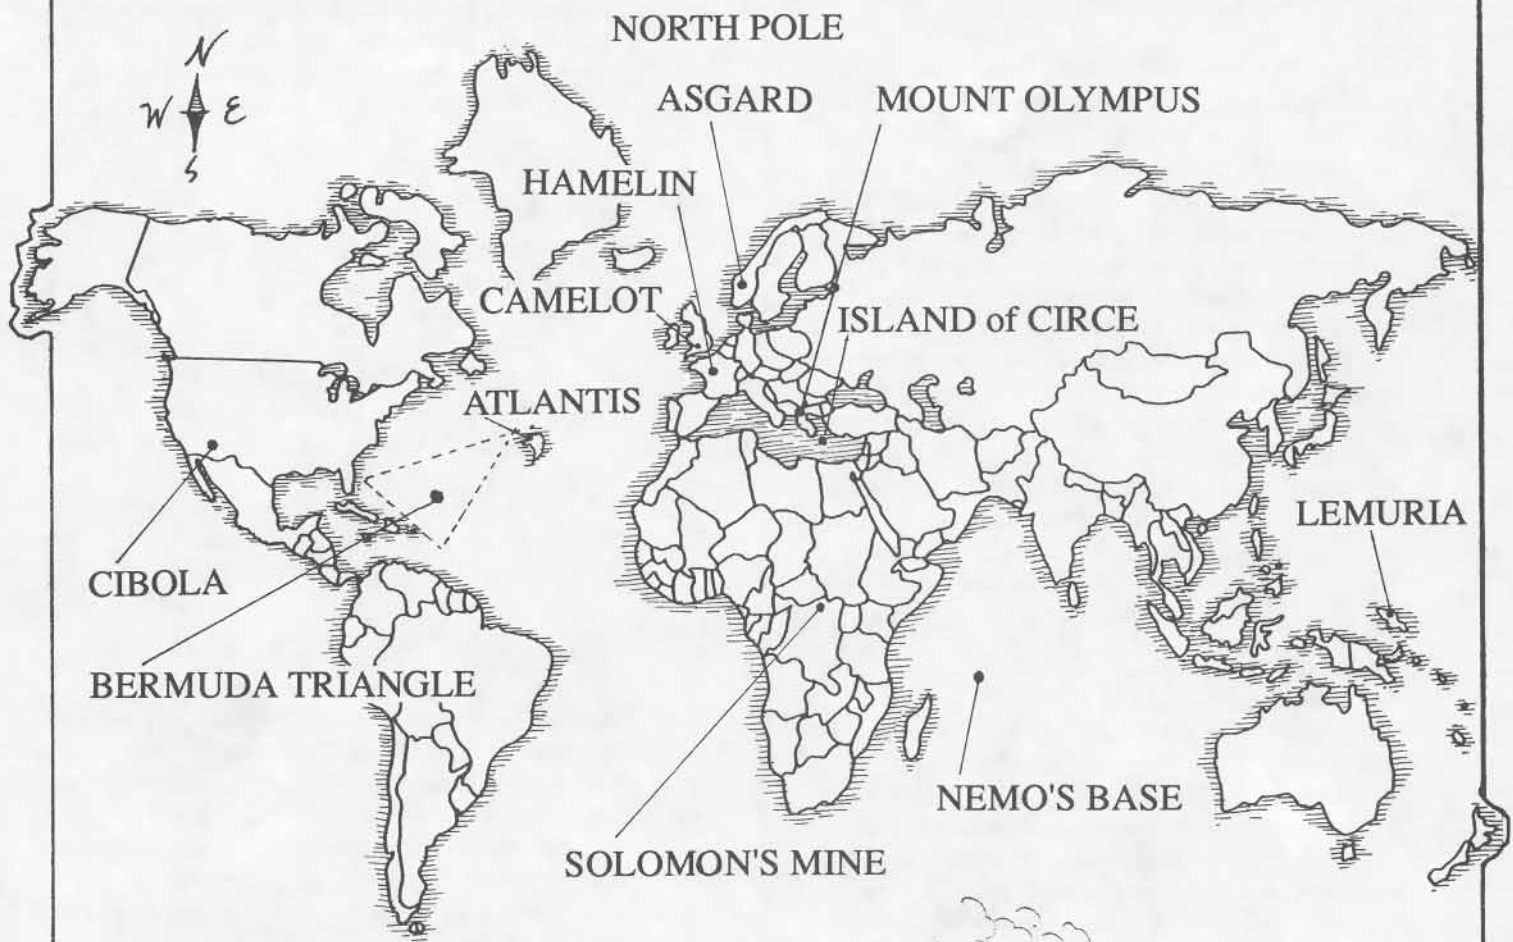 NORTH POLE
N
W E
S
ASGARD
MOUNT OLYMPUS
HAMELIN
CAMELOT
ISLAND of CIRCE
ATLANTIS
LEMURIA
CIBOLA
BERMUDA TRIANGLE
NEMO'S BASE
SOLOMON'S MINE